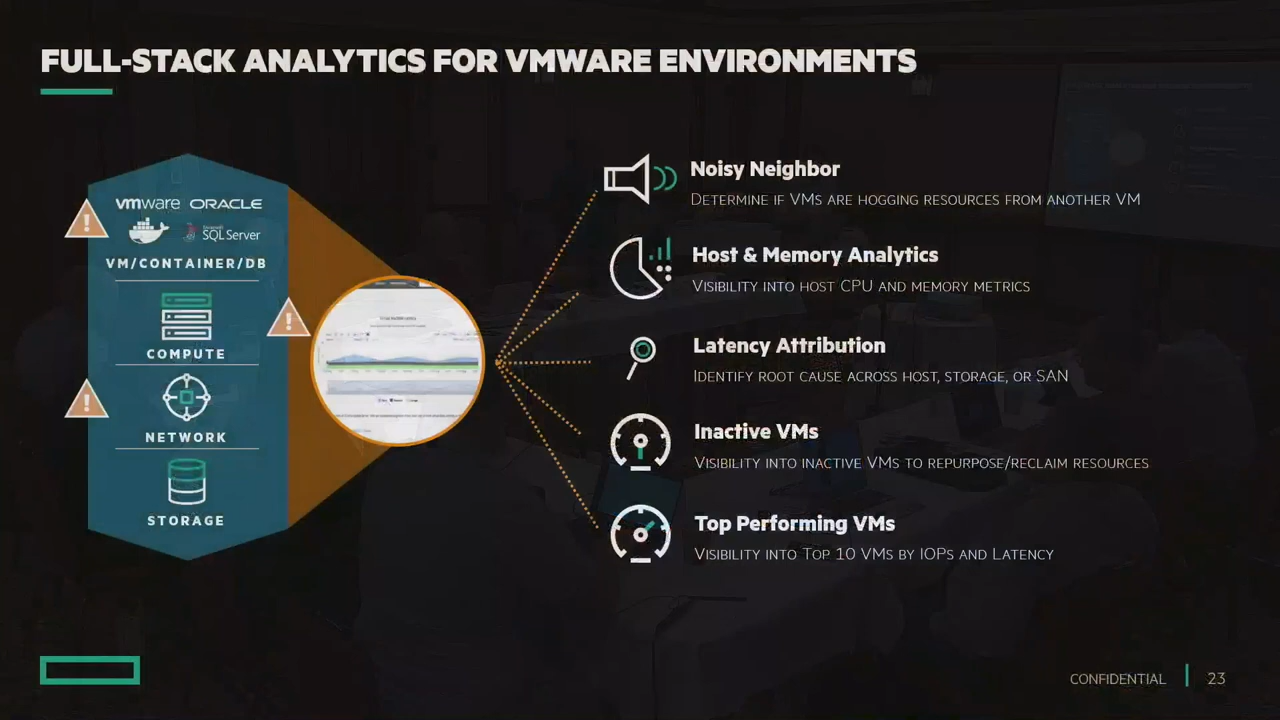 FULL-STACK ANALYTICS FOR VMWARE ENVIRONMENTS
vmware ORACLE
SQL Server
VM/CONTAINER/DB
COMPUTE
NETWORK
STORAGE
Noisy Neighbor
DETERMINE IF VMS ARE HOGGING RESOURCES FROM ANOTHER VM
Host & Memory Analytics
VISIBILITY INTO HOST CPU AND MEMORY METRICS
Latency Attribution
IDENTIFY ROOT CAUSE ACROSS HOST, STORAGE, OR SAN
Inactive VMs
VISIBILITY INTO INACTIVE VMS TO REPURPOSE/RECLAIM RESOURCES
Top Performing VMs
VISIBILITY INTO TOP 10 VMS BY IOPS AND LATENCY
CONFIDENTIAL 23